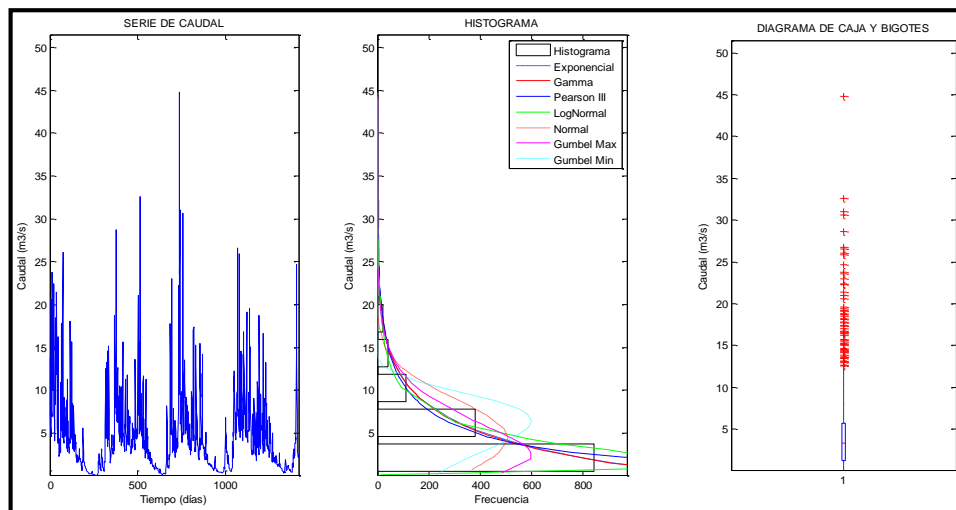 SERIE DE CAUDAL
50
45
40
35
30
25
20
15
10
5
0
500
1000
Caudal (m3/s)
Tiempo (días)
HISTOGRAMA
50
45
40
35
30
25
20
15
10
5
0
200
400
600
800
Caudal (m3/s)
Frecuencia
Histograma
Exponencial
Gamma
Pearson III
LogNormal
Normal
Gumbel Max
Gumbel Min
DIAGRAMA DE CAJA Y BIGOTES
50
45
40
35
30
25
20
15
10
5
1
Caudal (m3/s)